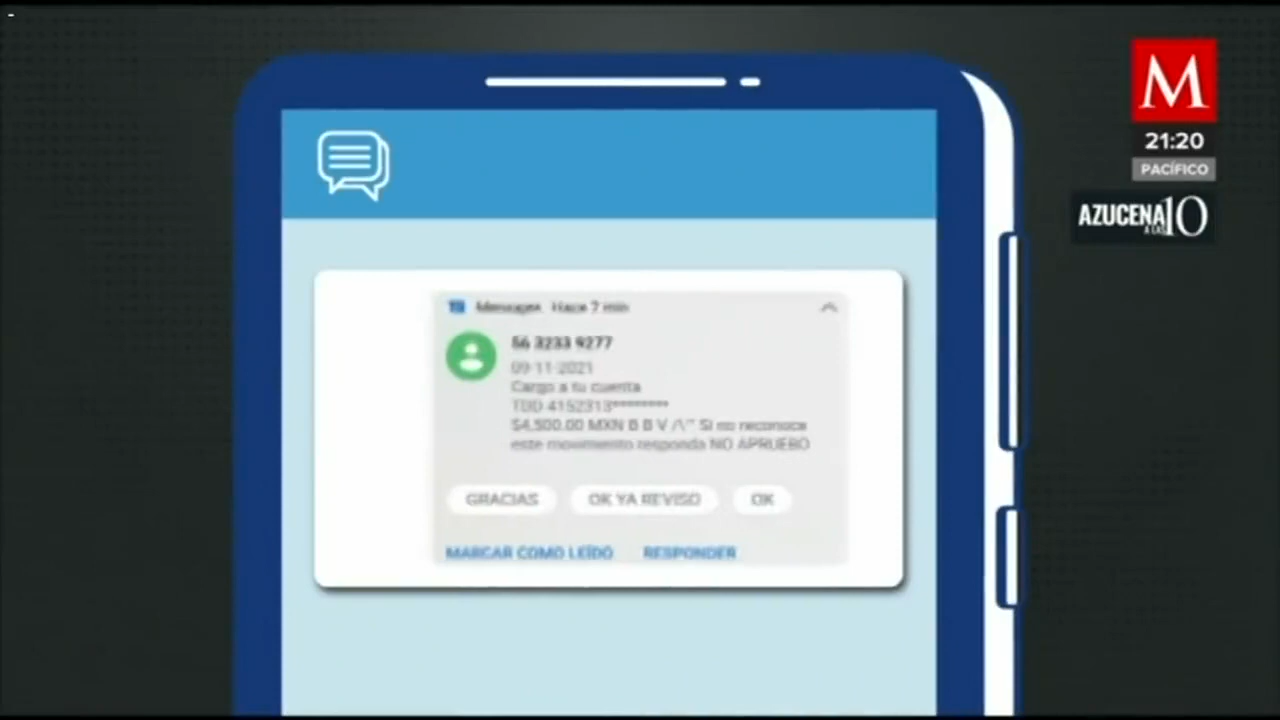 M
21:20
PACÍFICO
AZUCENA
A LAS 10
Mensajes Hace 7 min
56 3233 9277
09-11-2021
Cargo a tu cuenta
TDD 4152313********
$4,500.00 MXN B B V /\" Si no reconoce
este movimiento responda NO APRUEBO
GRACIAS OK YA REVISO OK
MARCAR COMO LEÍDO RESPONDER